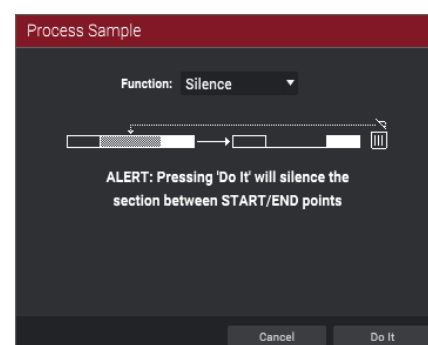 Process Sample
Function: Silence
ALERT: Pressing 'Do It' will silence the
section between START/END points
Cancel Do It